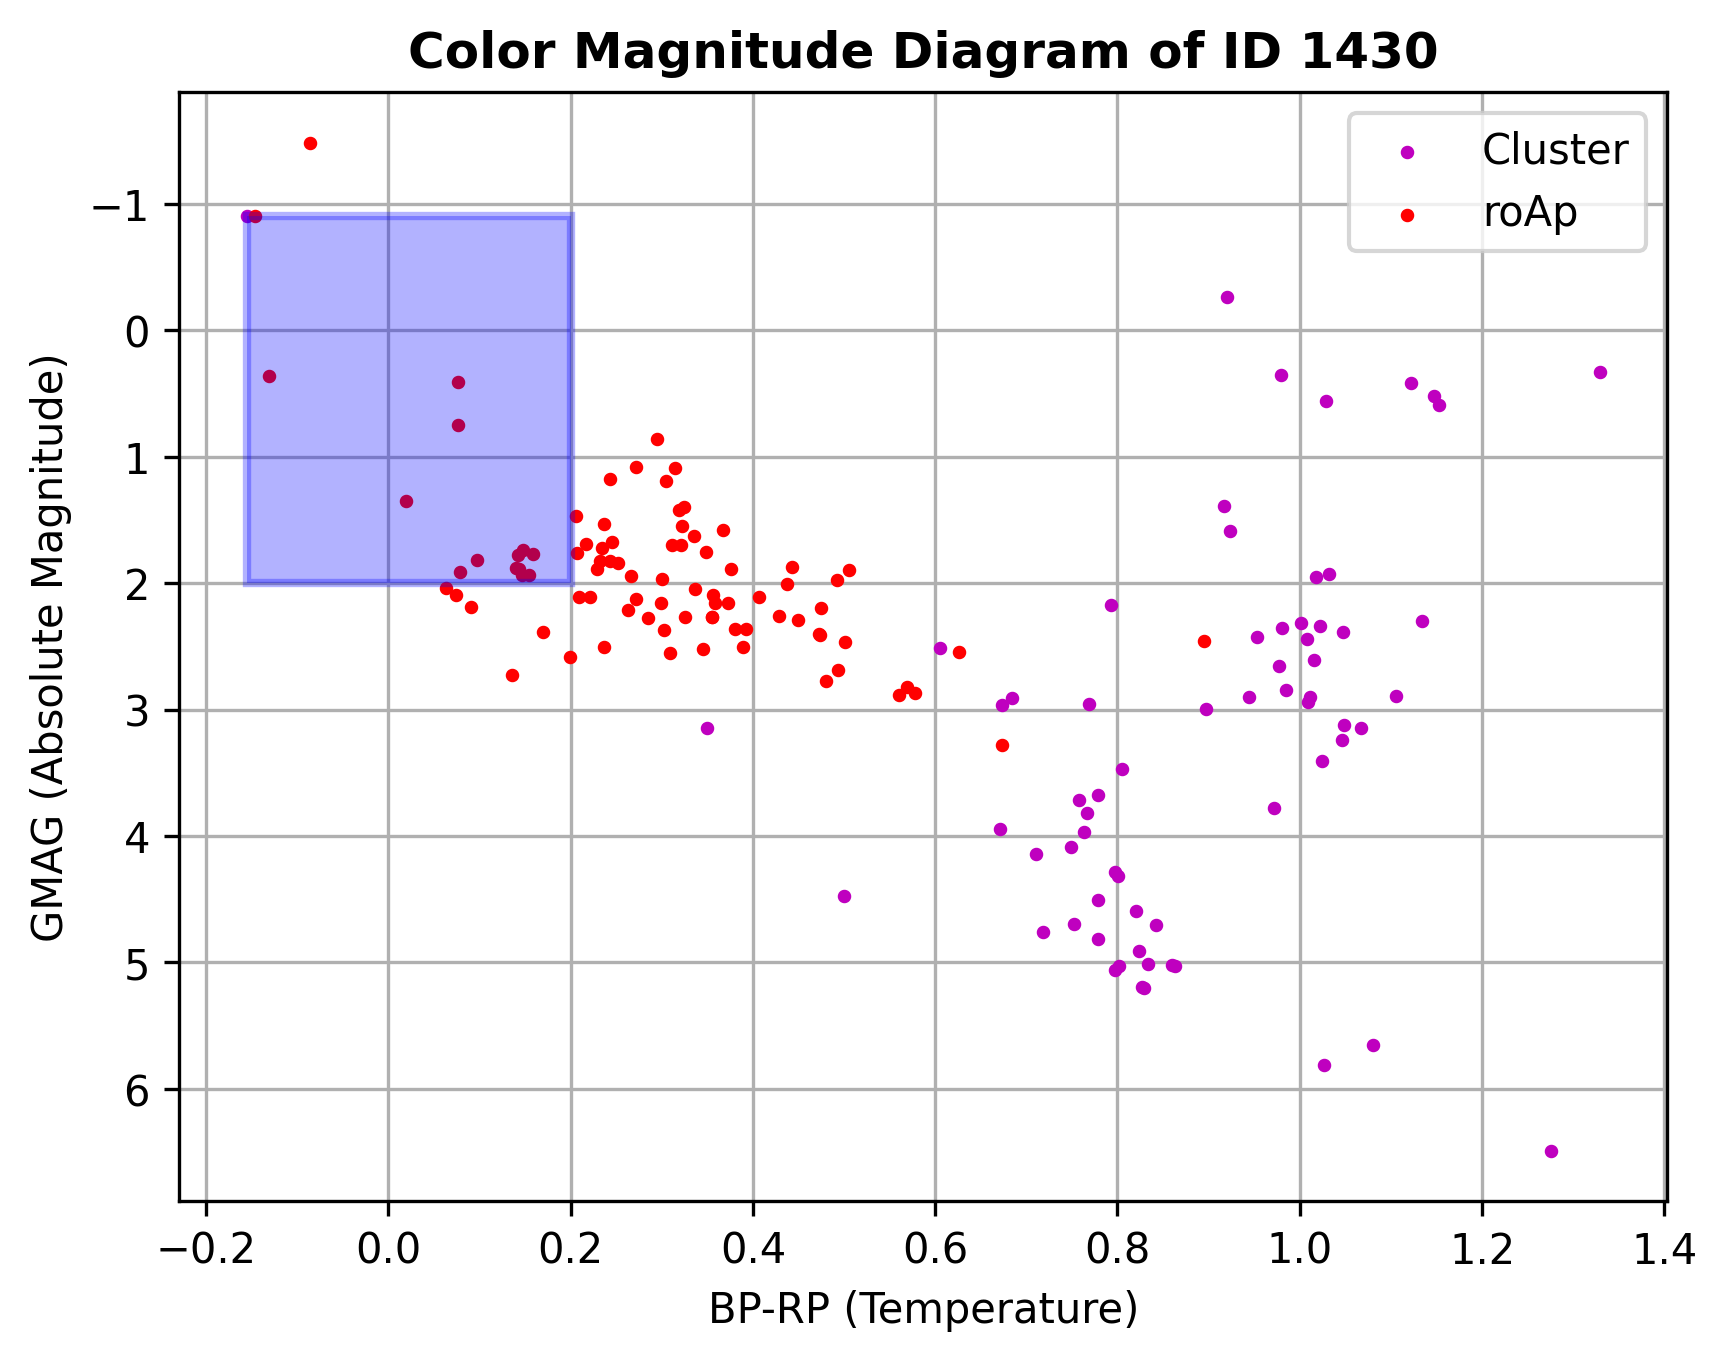 Color Magnitude Diagram of ID 1430
Cluster
roAp
GMAG (Absolute Magnitude)
−1
0
1
2
3
4
5
6
−0.2 0.0 0.2 0.4 0.6 0.8 1.0 1.2 1.4
BP-RP (Temperature)